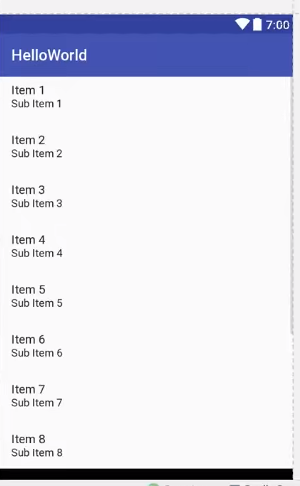 7:00
HelloWorld
Item 1
Sub Item 1
Item 2
Sub Item 2
Item 3
Sub Item 3
Item 4
Sub Item 4
Item 5
Sub Item 5
Item 6
Sub Item 6
Item 7
Sub Item 7
Item 8
Sub Item 8